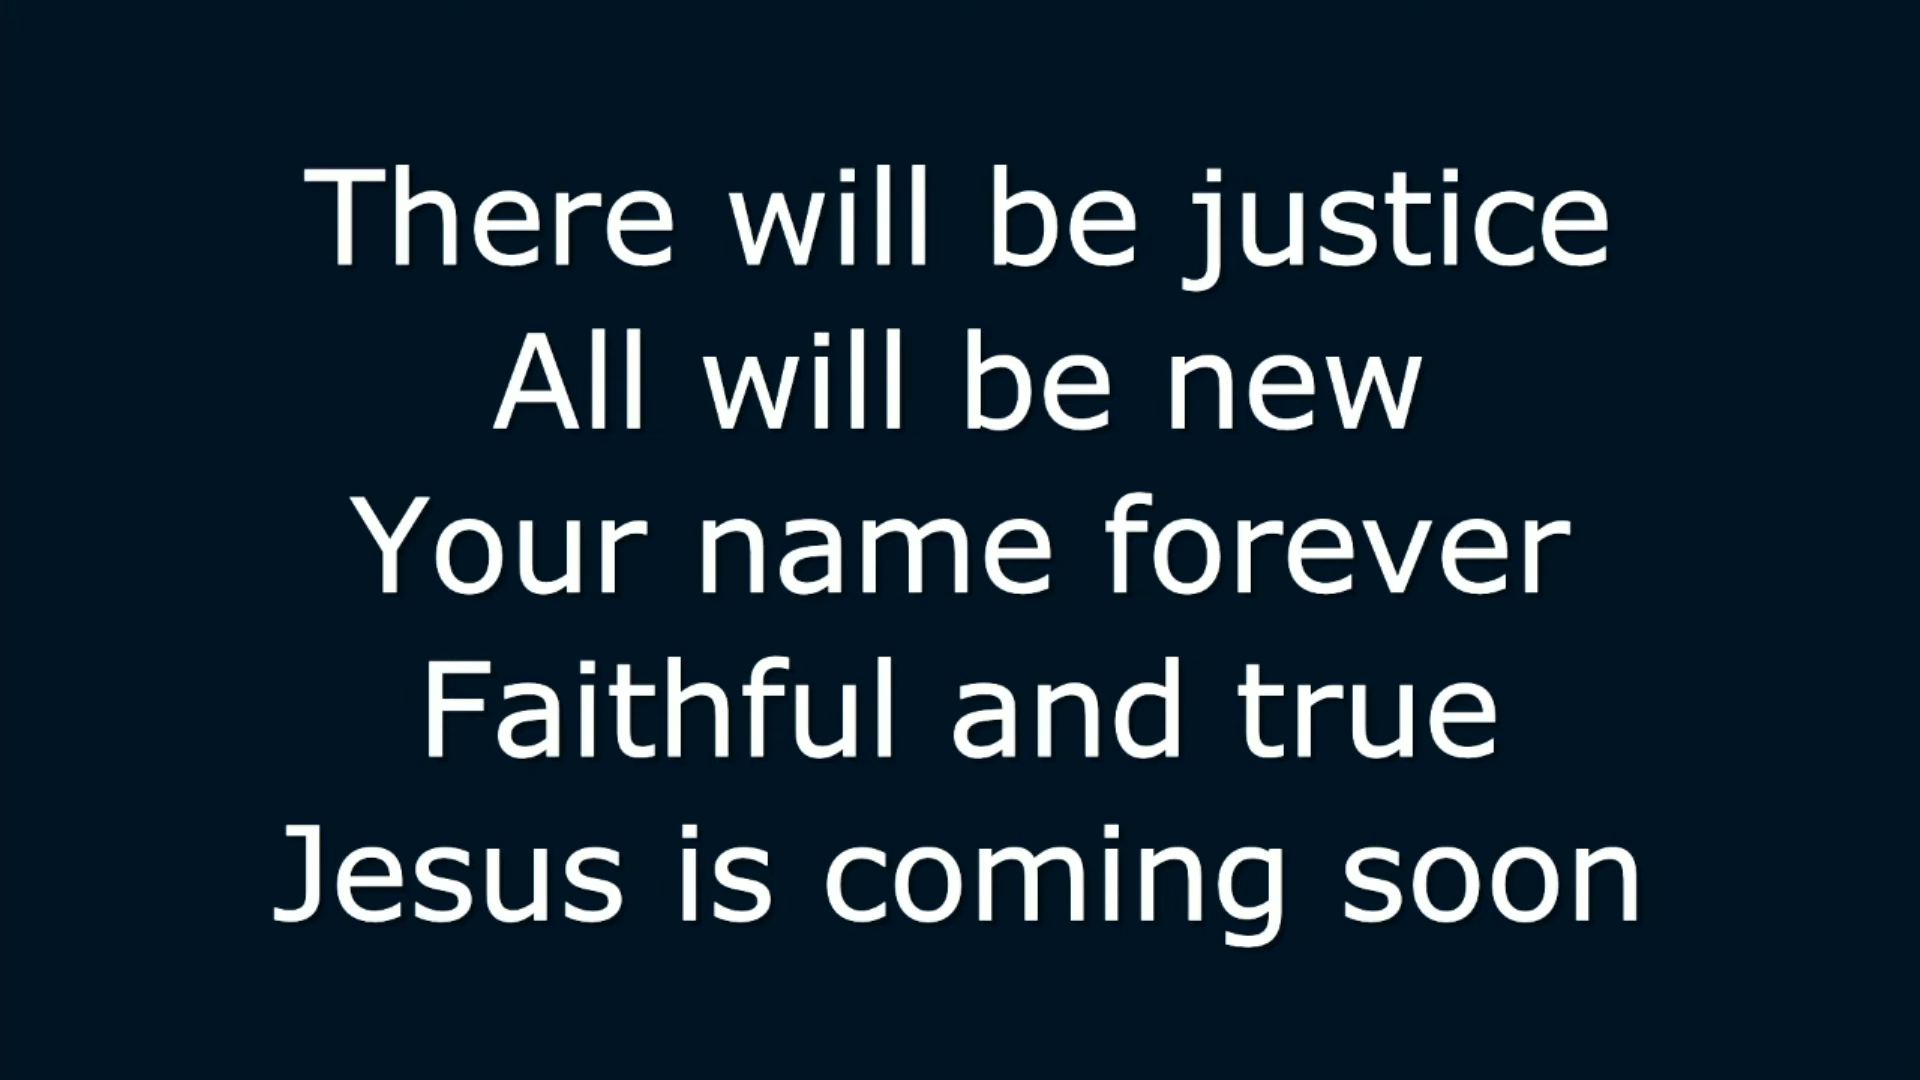 There will be justice
All will be new
Your name forever
Faithful and true
Jesus is coming soon